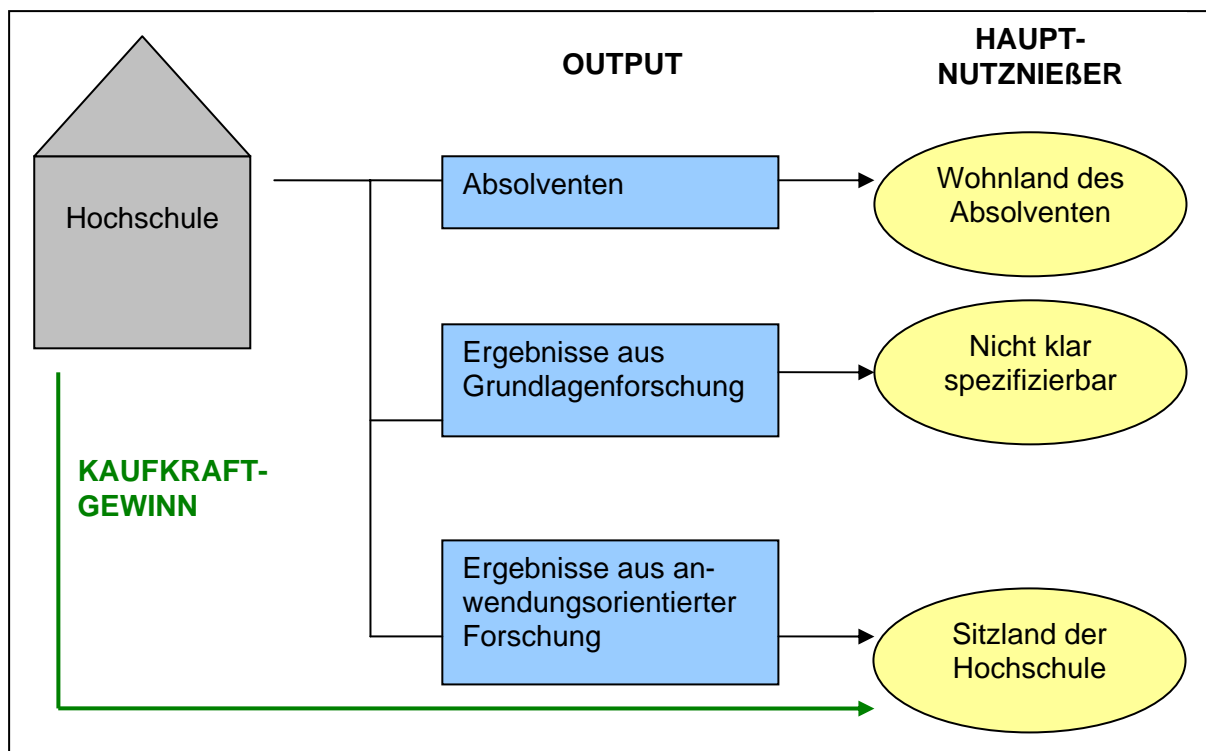 OUTPUT
HAUPT-
NUTZNIEßER
Hochschule
Absolventen
Wohnland des
Absolventen
Ergebnisse aus
Grundlagenforschung
Nicht klar
spezifizierbar
KAUFKRAFT-
GEWINN
Ergebnisse aus an-
wendungsorientierter
Forschung
Sitzland der
Hochschule